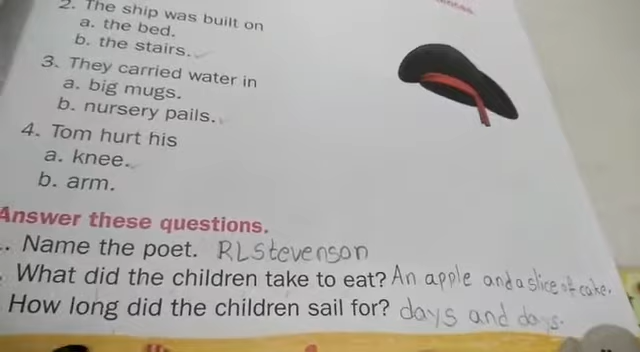 2. The ship was built on
a. the bed.
b. the stairs.
3. They carried water in
a. big mugs.
b. nursery pails.
4. Tom hurt his
a. knee.
b. arm.
Answer these questions.
. Name the poet. RLStevenson
. What did the children take to eat? An apple and a slice of cake.
How long did the children sail for? days and days.